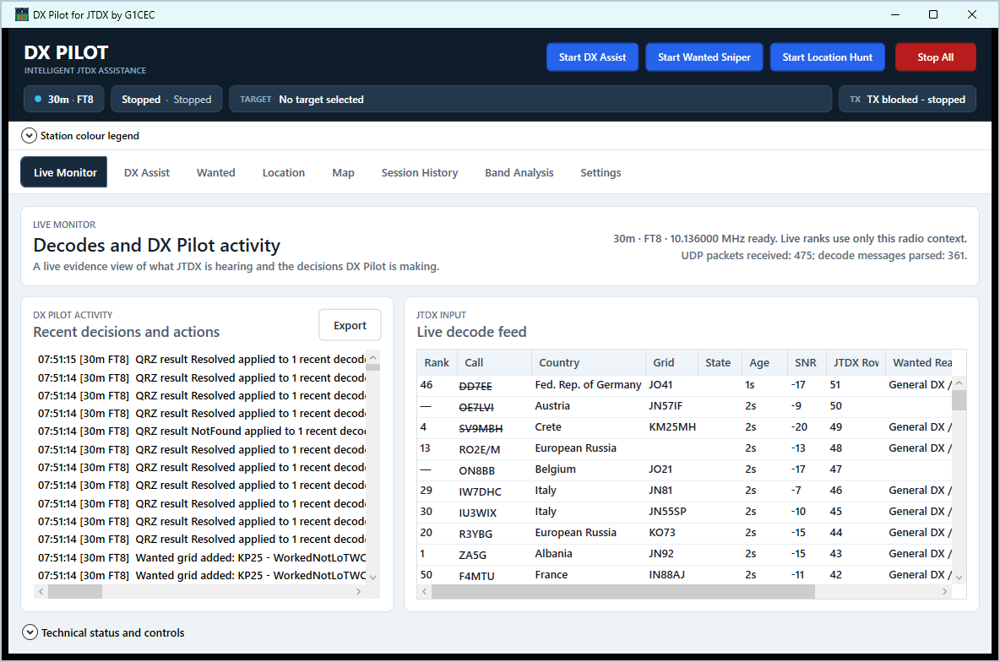 DX Pilot for JTDX by G1CEC
DX PILOT
INTELLIGENT JTDX ASSISTANCE
Start DX Assist
Start Wanted Sniper
Start Location Hunt
Stop All
30m · FT8
Stopped · Stopped
TARGET No target selected
TX TX blocked - stopped
Station colour legend
Live Monitor
DX Assist
Wanted
Location
Map
Session History
Band Analysis
Settings
LIVE MONITOR
Decodes and DX Pilot activity
A live evidence view of what JTDX is hearing and the decisions DX Pilot is making.
30m · FT8 · 10.136000 MHz ready. Live ranks use only this radio context.
UDP packets received: 475; decode messages parsed: 361.
DX PILOT ACTIVITY
Recent decisions and actions
Export
07:51:15 [30m FT8] QRZ result Resolved applied to 1 recent decod
07:51:14 [30m FT8] QRZ result Resolved applied to 1 recent decod
07:51:14 [30m FT8] QRZ result Resolved applied to 1 recent decod
07:51:14 [30m FT8] QRZ result Resolved applied to 1 recent decod
07:51:14 [30m FT8] QRZ result NotFound applied to 1 recent deco
07:51:14 [30m FT8] QRZ result Resolved applied to 1 recent decod
07:51:14 [30m FT8] QRZ result Resolved applied to 1 recent decod
07:51:14 [30m FT8] QRZ result Resolved applied to 1 recent decod
07:51:14 [30m FT8] QRZ result Resolved applied to 1 recent decod
07:51:14 [30m FT8] QRZ result Resolved applied to 1 recent decod
07:51:14 [30m FT8] QRZ result Resolved applied to 1 recent decod
07:51:14 [30m FT8] Wanted grid added: KP25 - WorkedNotLoTWC
07:51:14 [30m FT8] Wanted grid added: KP25 - WorkedNotLoTWC
JTDX INPUT
Live decode feed
Rank Call Country Grid State Age SNR JTDX Rov Wanted Rea
46 DD7EE Fed. Rep. of Germany JO41 1s -17 51 General DX /
— OE7LVI Austria JN57IF 2s -9 50
4 SV9MBH Crete KM25MH 2s -20 49 General DX /
13 RO2E/M European Russia 2s -13 48 General DX /
— ON8BB Belgium JO21 2s -17 47
29 IW7DHC Italy JN81 2s -7 46 General DX /
30 IU3WIX Italy JN55SP 2s -10 45 General DX /
20 R3YBG European Russia KO73 2s -15 44 General DX /
1 ZA5G Albania JN92 2s -15 43 General DX /
50 F4MTU France IN88AJ 2s -11 42 General DX /
Technical status and controls